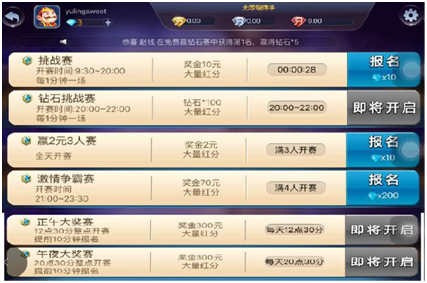 yulingsweet
3
0.00
0.00
0.00
恭喜 赵钱 在免费赢钻石赛中获得第1名，赢得钻石*5
挑战赛
开赛时间:9:30~20:00
每1分钟一场
奖金10元
大量红分
00:00:28
报名
x10
钻石挑战赛
开赛时间:20:00~22:00
每1分钟一场
钻石*100
大量红分
20:00~22:00
即将开启
赢2元3人赛
全天开赛
奖金2元
大量红分
满3人开赛
报名
x10
激情争霸赛
开赛时间:
21:00~23:30
奖金70元
大量红分
满4人开赛
报名
x200
正午大奖赛
12点30分整点开赛
提前10分钟报名
奖金300元
大量红分
每天12点30分
即将开启
午夜大奖赛
20点30分整点开赛
提前10分钟报名
奖金300元
大量红分
每天20点30分
即将开启